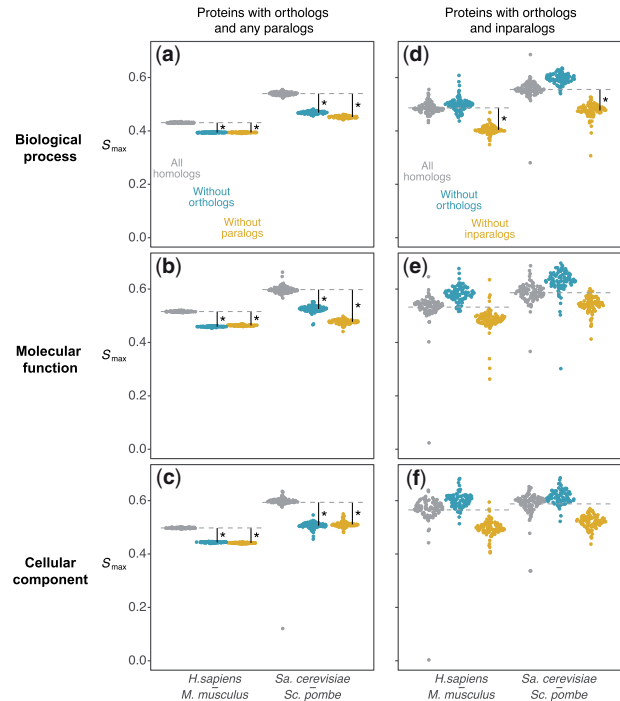 Proteins with orthologs
and any paralogs
Proteins with orthologs
and inparalogs
(a)
(d)
Biological
process
Smax
0.6
0.4
0.2
0.0
*
*
*
*
*
*
All
homologs
Without
orthologs
Without
paralogs
All
homologs
Without
orthologs
Without
inparalogs
(b)
(e)
Molecular
function
Smax
0.6
0.4
0.2
0.0
*
*
*
*
(c)
(f)
Cellular
component
Smax
0.6
0.4
0.2
0.0
*
*
*
*
H.sapiens
–
M. musculus
Sa. cerevisiae
–
Sc. pombe
H.sapiens
–
M. musculus
Sa. cerevisiae
–
Sc. pombe